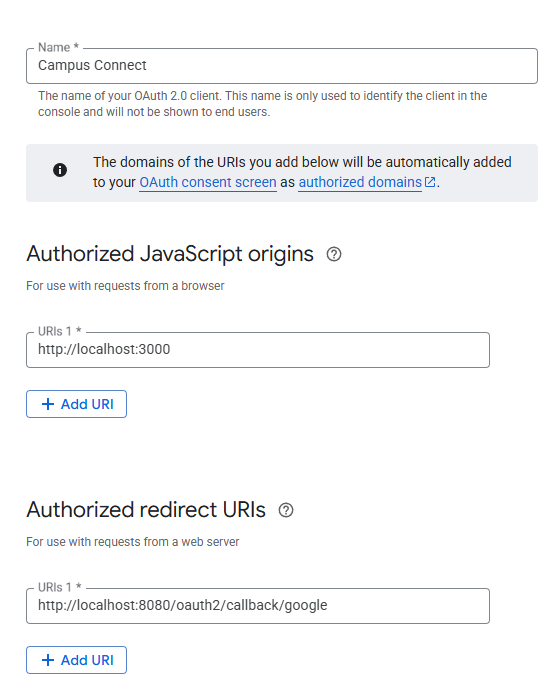 Name *
Campus Connect
The name of your OAuth 2.0 client. This name is only used to identify the client in the
console and will not be shown to end users.
The domains of the URIs you add below will be automatically added
to your OAuth consent screen as authorized domains.
Authorized JavaScript origins
For use with requests from a browser
URIs 1 *
http://localhost:3000
+ Add URI
Authorized redirect URIs
For use with requests from a web server
URIs 1 *
http://localhost:8080/oauth2/callback/google
+ Add URI